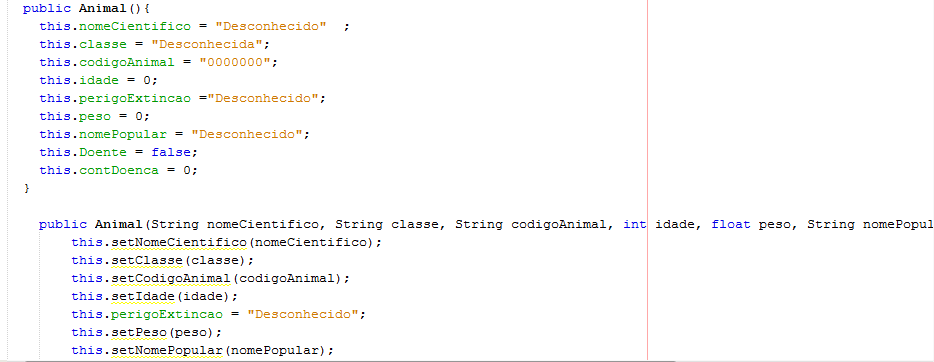 public Animal(){
this.nomeCientifico = "Desconhecido"  ;
this.classe = "Desconhecida";
this.codigoAnimal = "0000000";
this.idade = 0;
this.perigoExtincao ="Desconhecido";
this.peso = 0;
this.nomePopular = "Desconhecido";
this.Doente = false;
this.contDoenca = 0;
}
public Animal(String nomeCientifico, String classe, String codigoAnimal, int idade, float peso, String nomePopul
this.setNomeCientifico(nomeCientifico);
this.setClasse(classe);
this.setCodigoAnimal(codigoAnimal);
this.setIdade(idade);
this.perigoExtincao = "Desconhecido";
this.setPeso(peso);
this.setNomePopular(nomePopular);